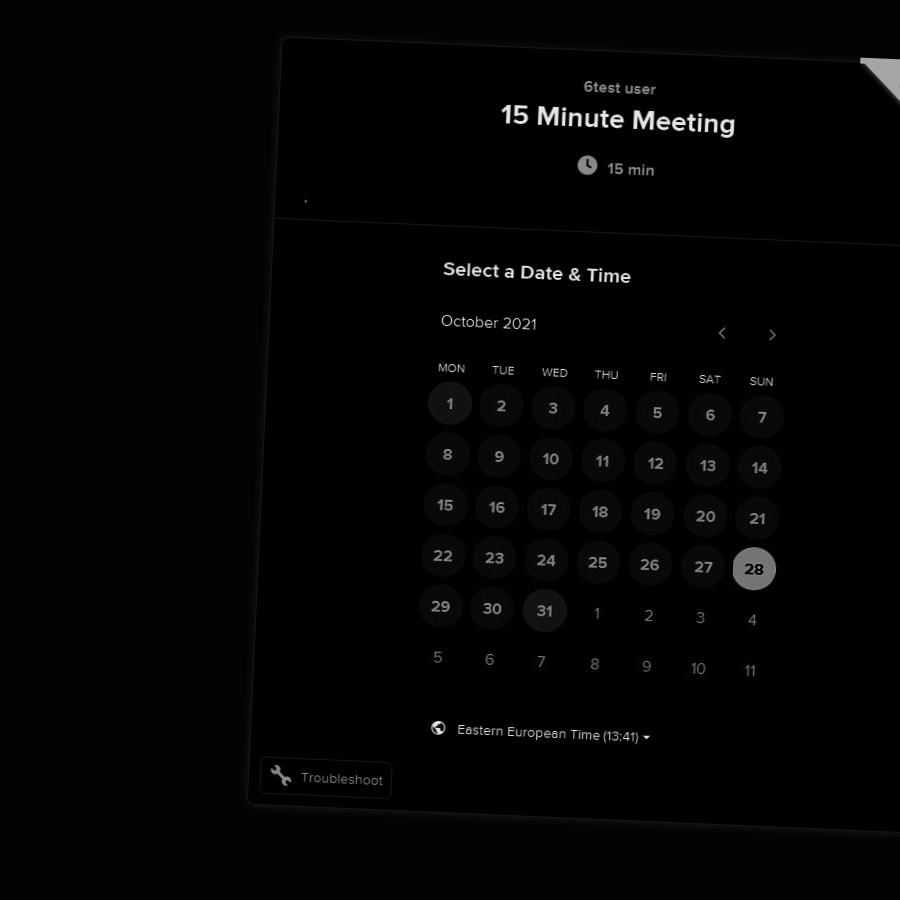 6test user
15 Minute Meeting
15 min
Select a Date & Time
October 2021
MON TUE WED THU FRI SAT SUN
1 2 3 4 5 6 7
8 9 10 11 12 13 14
15 16 17 18 19 20 21
22 23 24 25 26 27 28
29 30 31 1 2 3 4
5 6 7 8 9 10 11
Eastern European Time (13:41)
Troubleshoot